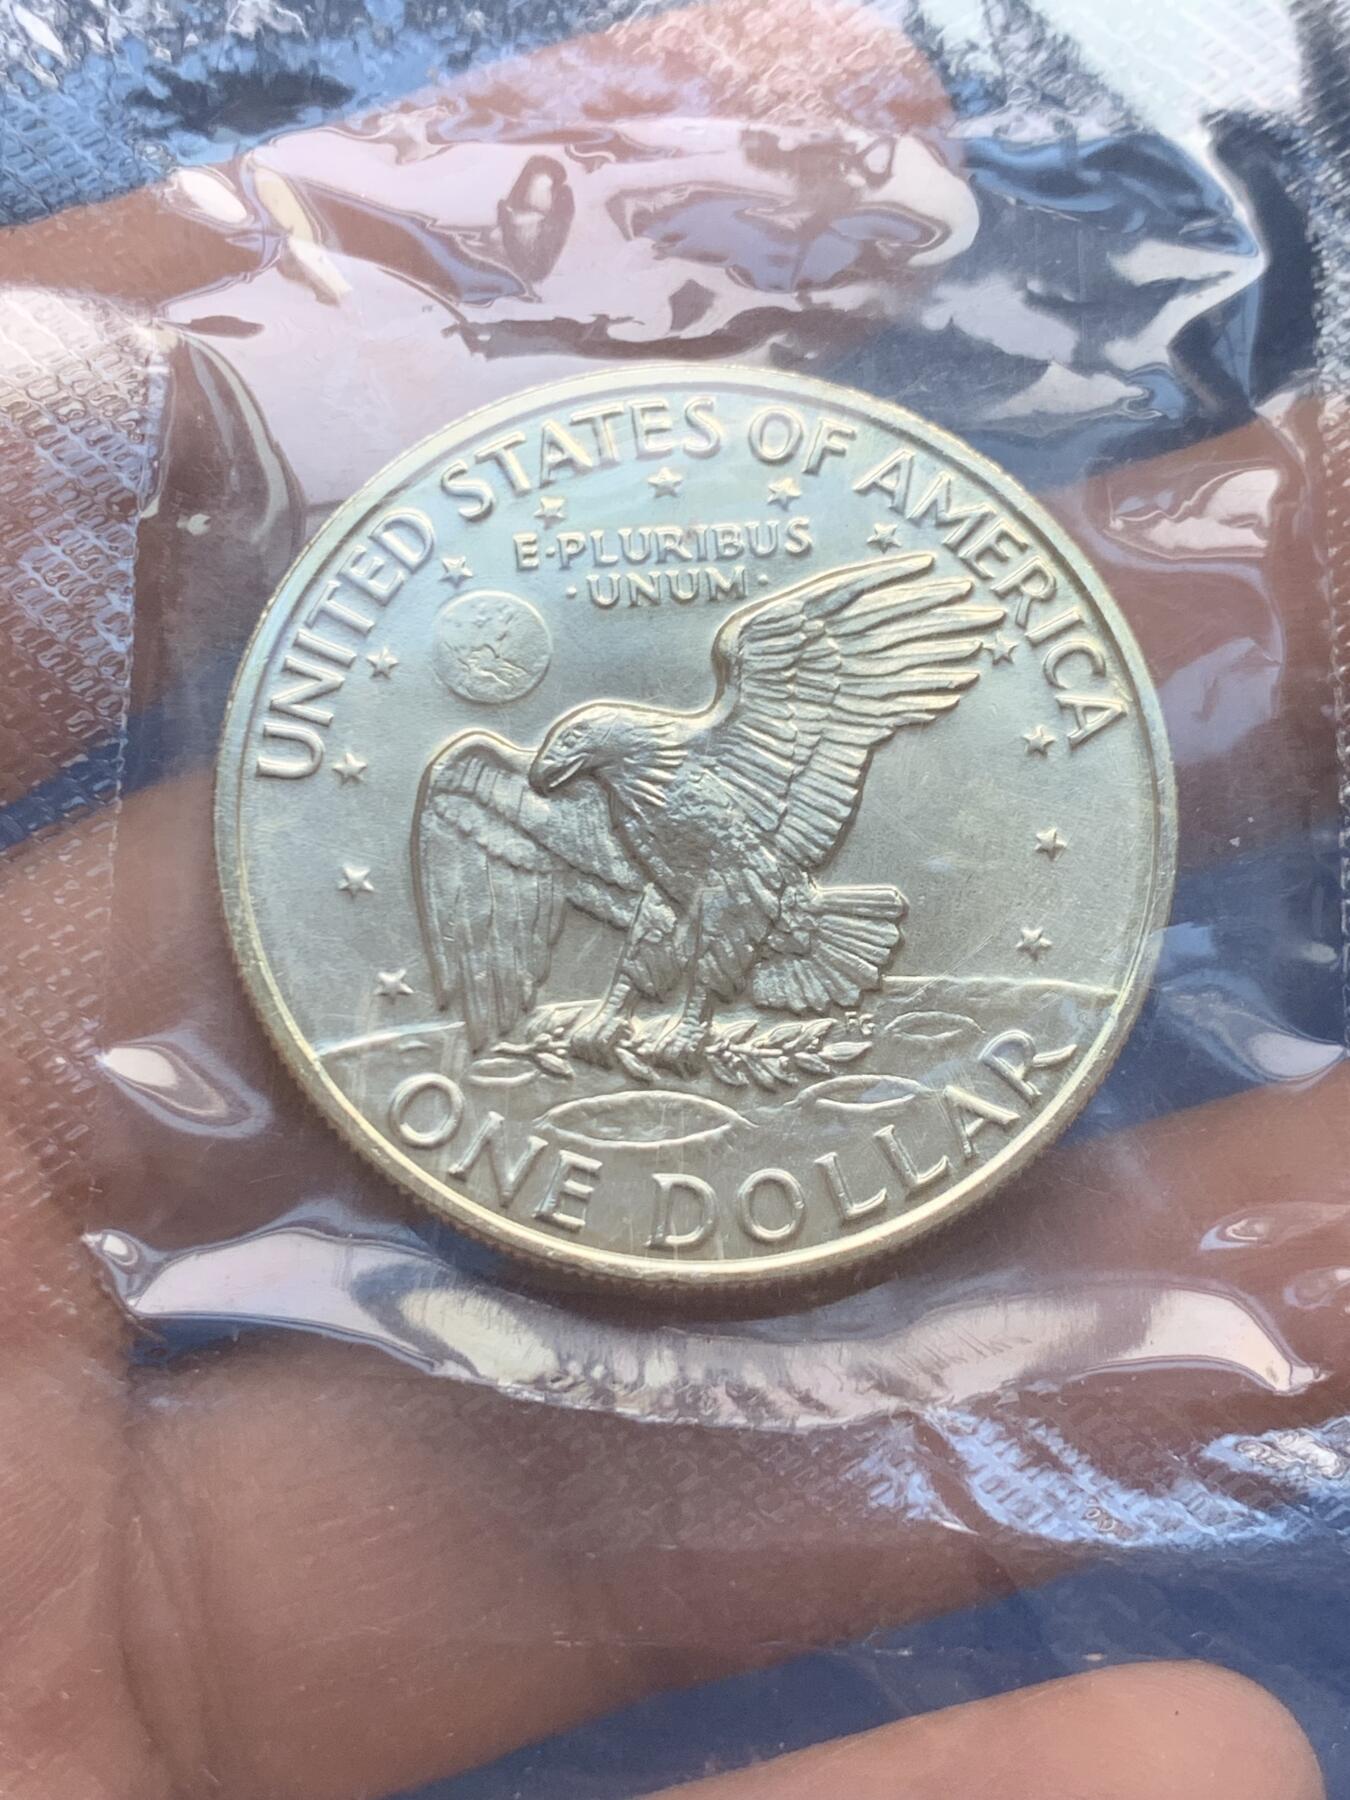 UNITED STATES OF AMERICA
E·PLURIBUS
·UNUM·
FG
ONE DOLLAR